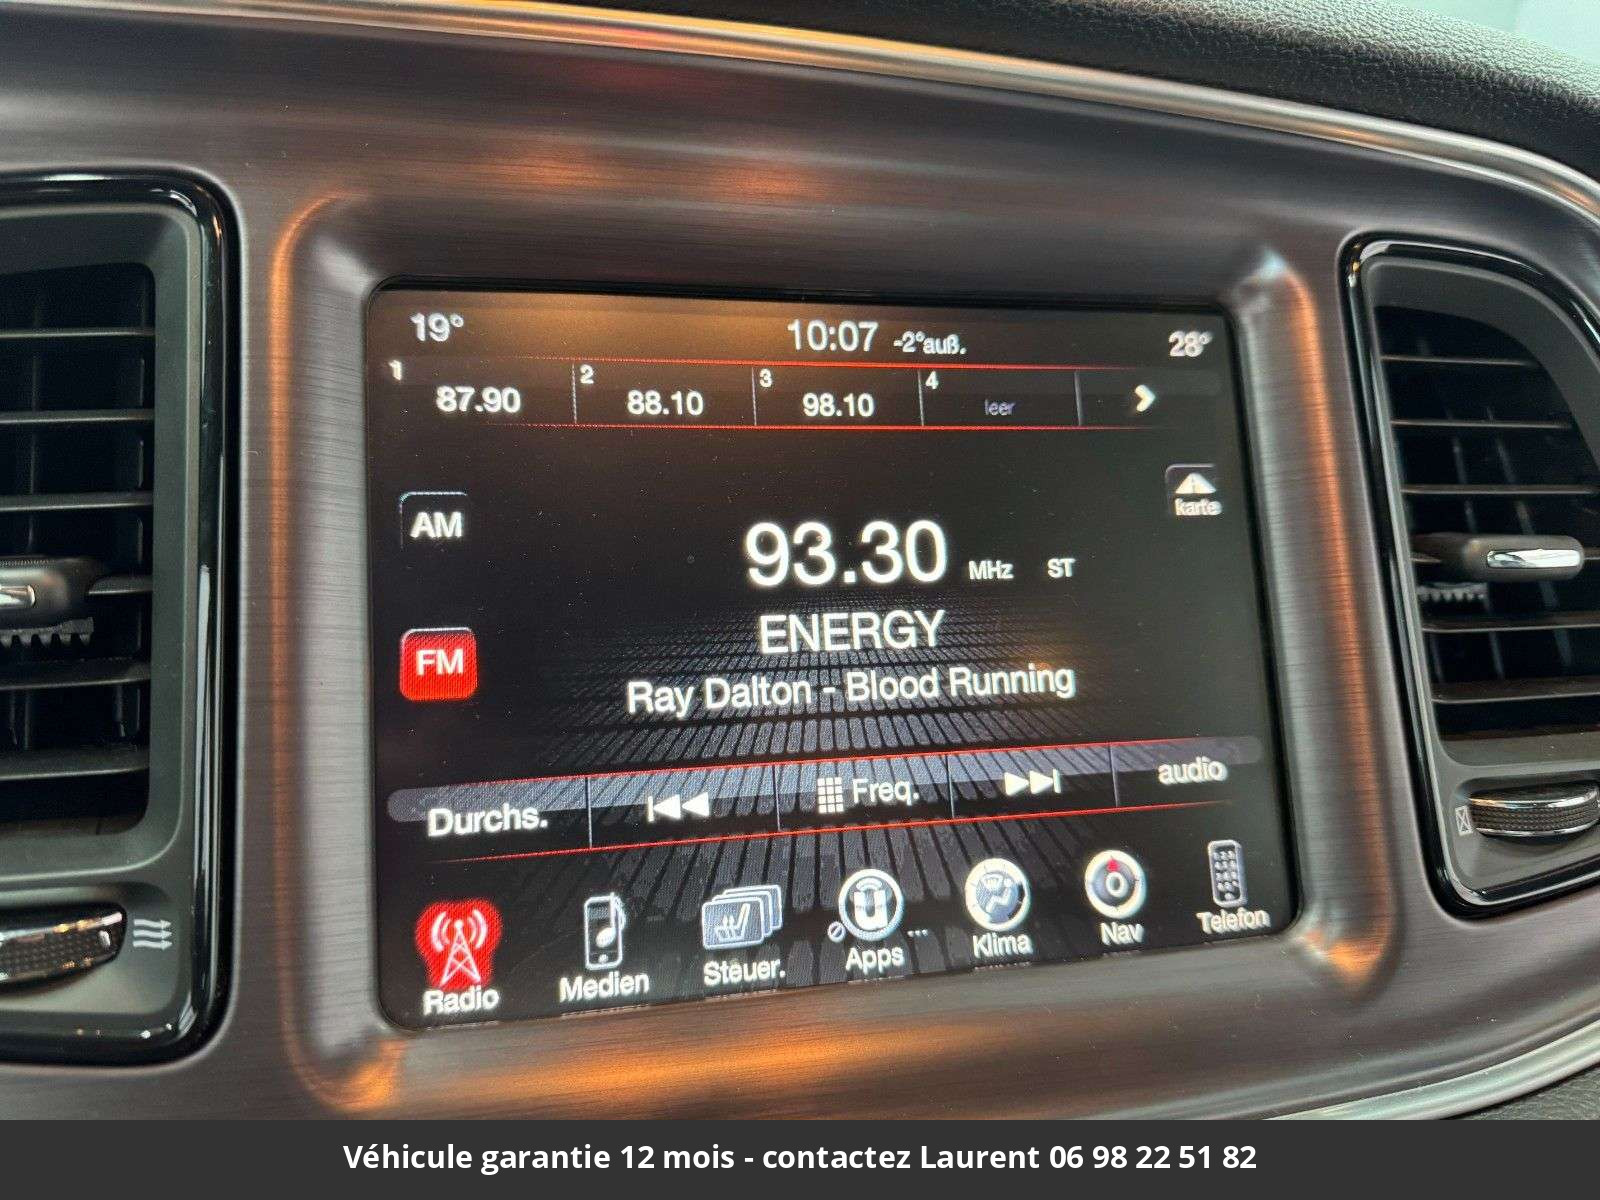 19° 10:07 -2°auß. 28°
1 87.90 2 88.10 3 98.10 4 leer
karte
AM
93.30 MHz ST
ENERGY
FM
Ray Dalton - Blood Running
Durchs. Freq. audio
Radio Medien Steuer. Apps ... Klima Nav Telefon
Véhicule garantie 12 mois - contactez Laurent 06 98 22 51 82